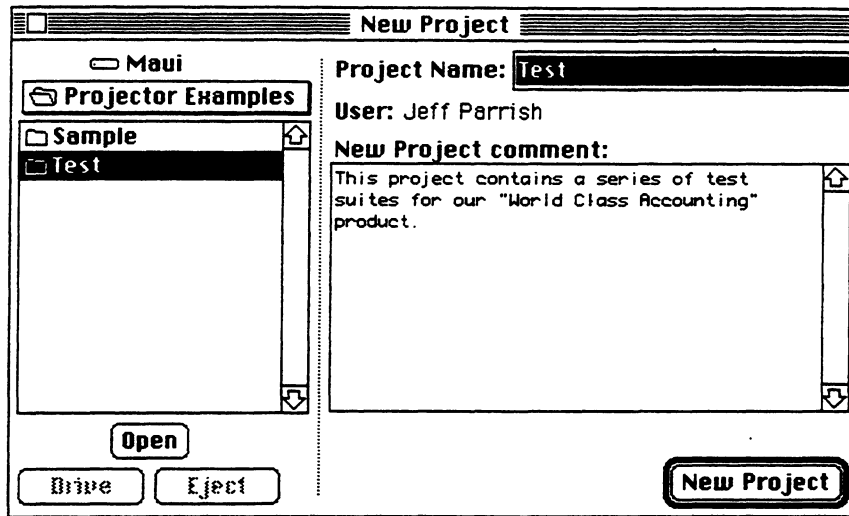 New Project
Maui
Projector Examples
Sample
Test
Open
Drive
Eject
Project Name: Test
User: Jeff Parrish
New Project comment:
This project contains a series of test
suites for our "World Class Accounting"
product.
New Project